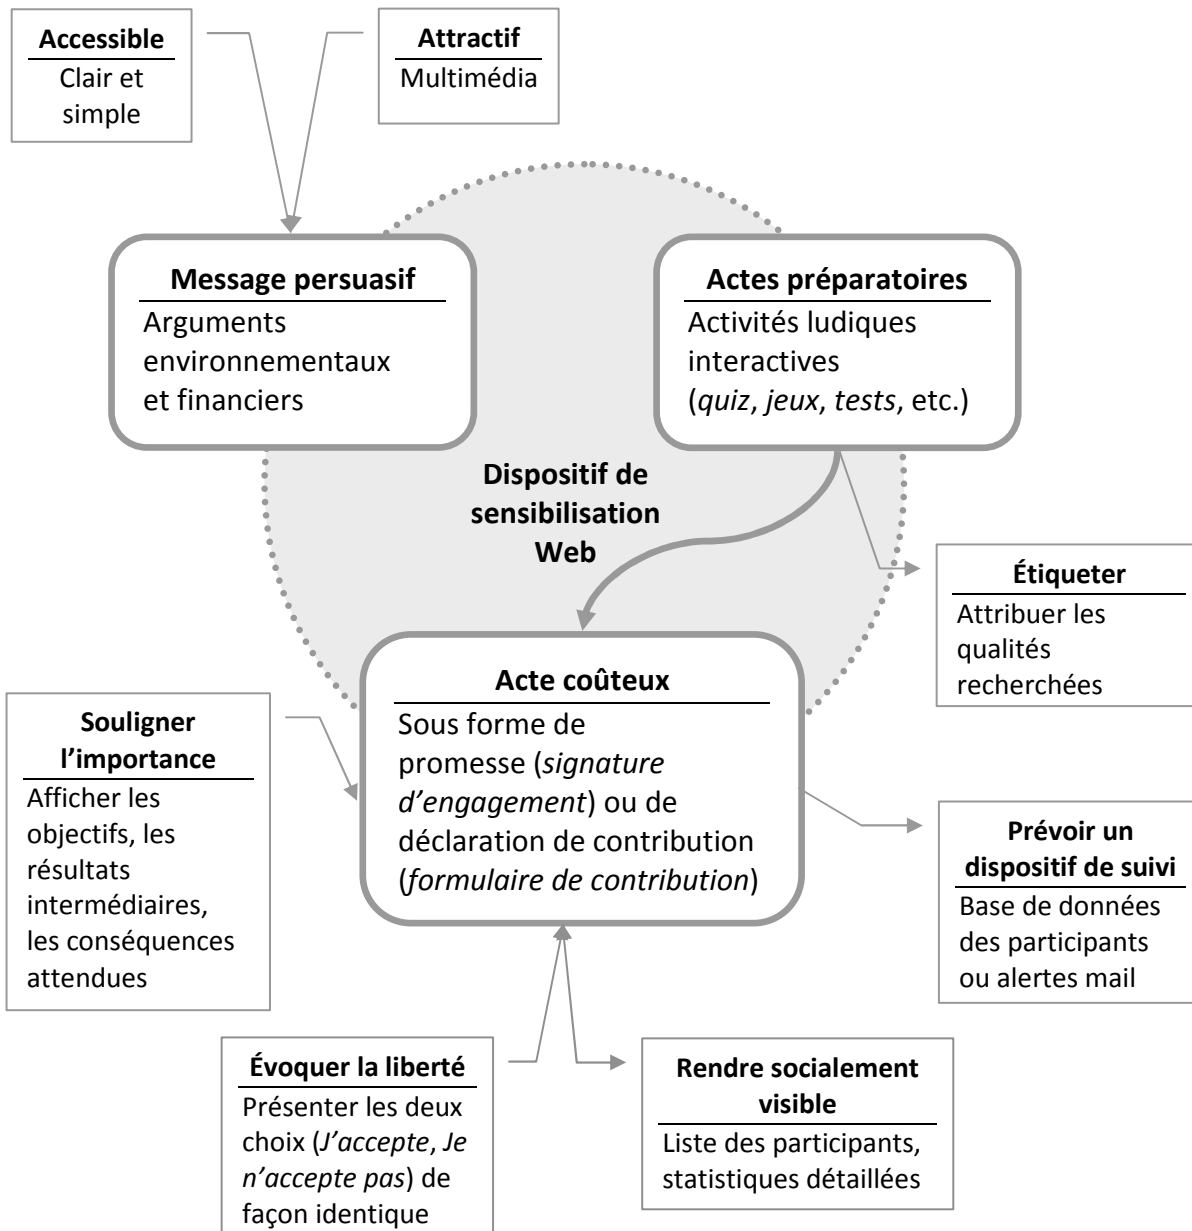 Accessible
Clair et
simple
Attractif
Multimédia
Message persuasif
Arguments
environnementaux
et financiers
Actes préparatoires
Activités ludiques
interactives
(quiz, jeux, tests, etc.)
Dispositif de
sensibilisation
Web
Étiqueter
Attribuer les
qualités
recherchées
Acte coûteux
Sous forme de
promesse (signature
d'engagement) ou de
déclaration de contribution
(formulaire de contribution)
Souligner
l’importance
Afficher les
objectifs, les
résultats
intermédiaires,
les conséquences
attendues
Prévoir un
dispositif de suivi
Base de données
des participants
ou alertes mail
Évoquer la liberté
Présenter les deux
choix (J’accepte, Je
n’accepte pas) de
façon identique
Rendre socialement
visible
Liste des participants,
statistiques détaillées